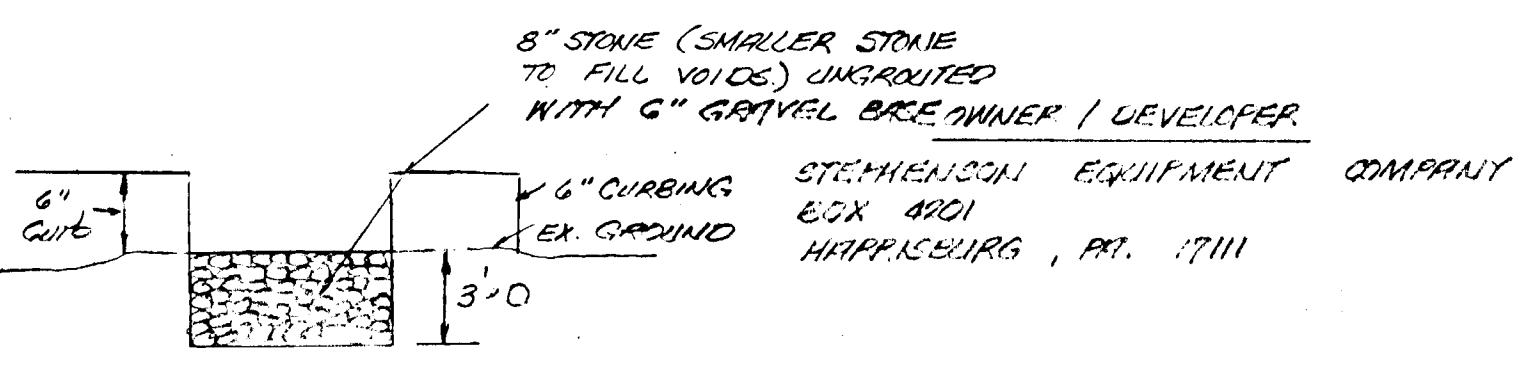 8" STONE (SMALLER STONE
TO FILL VOIDS.) UNGROUTED
WITH 6" GRAVEL BASE
OWNER / DEVELOPER
STEPHENSON EQUIPMENT COMPANY
BOX 4201
HARRISBURG, PA. 17111
6"
Curb
6" CURBING
EX. GROUND
3'-0